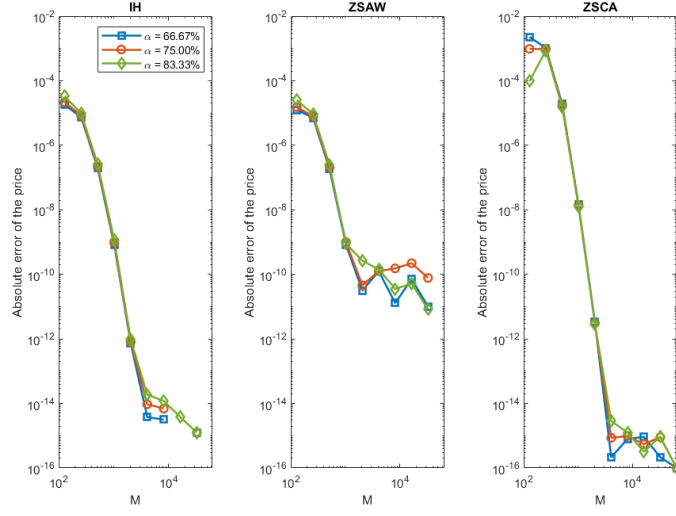 IH
ZSAW
ZSCA
α = 66.67%
α = 75.00%
α = 83.33%
Absolute error of the price
10^-2
10^-4
10^-6
10^-8
10^-10
10^-12
10^-14
10^-16
10^2
10^4
M
Absolute error of the price
10^-2
10^-4
10^-6
10^-8
10^-10
10^-12
10^-14
10^-16
10^2
10^4
M
Absolute error of the price
10^-2
10^-4
10^-6
10^-8
10^-10
10^-12
10^-14
10^-16
10^2
10^4
M